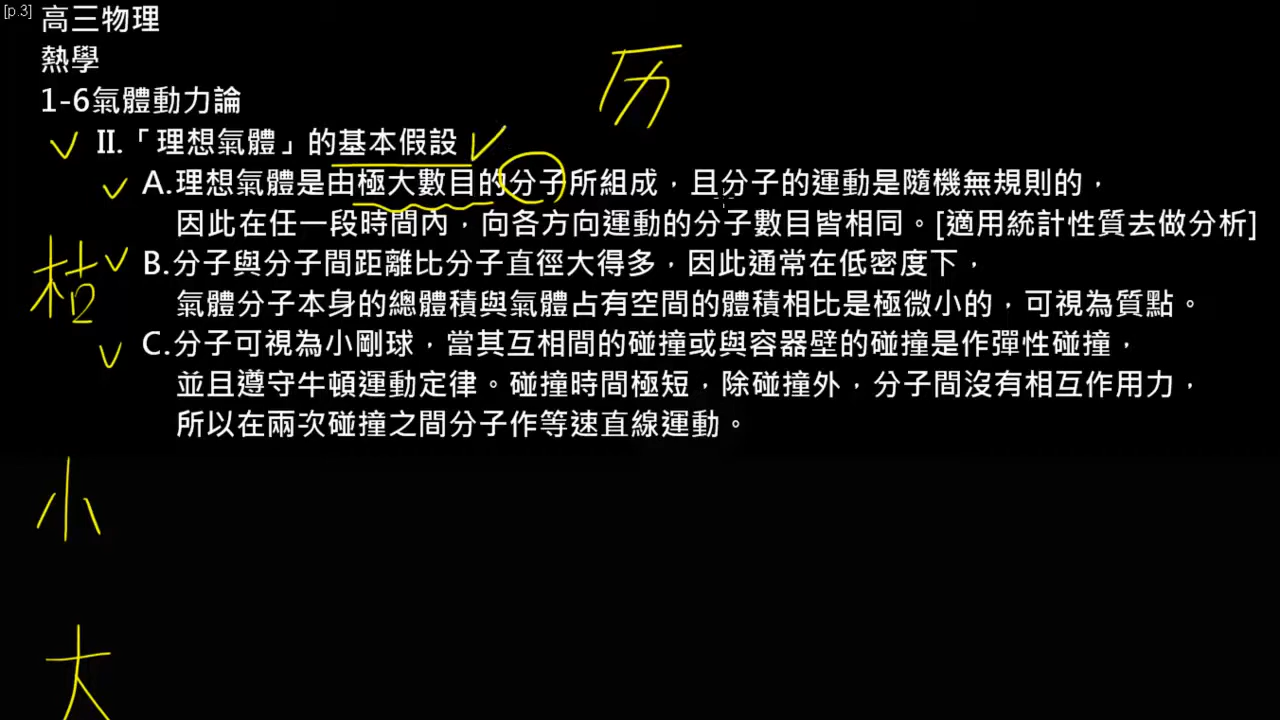 [p.3]
高三物理
熱學
1-6氣體動力論
II.「理想氣體」的基本假設
A.理想氣體是由極大數目的分子所組成，且分子的運動是隨機無規則的，
因此在任一段時間內，向各方向運動的分子數目皆相同。[適用統計性質去做分析]
B.分子與分子間距離比分子直徑大得多，因此通常在低密度下，
氣體分子本身的總體積與氣體占有空間的體積相比是極微小的，可視為質點。
C.分子可視為小剛球，當其互相間的碰撞或與容器壁的碰撞是作彈性碰撞，
並且遵守牛頓運動定律。碰撞時間極短，除碰撞外，分子間沒有相互作用力，
所以在兩次碰撞之間分子作等速直線運動。
小
大